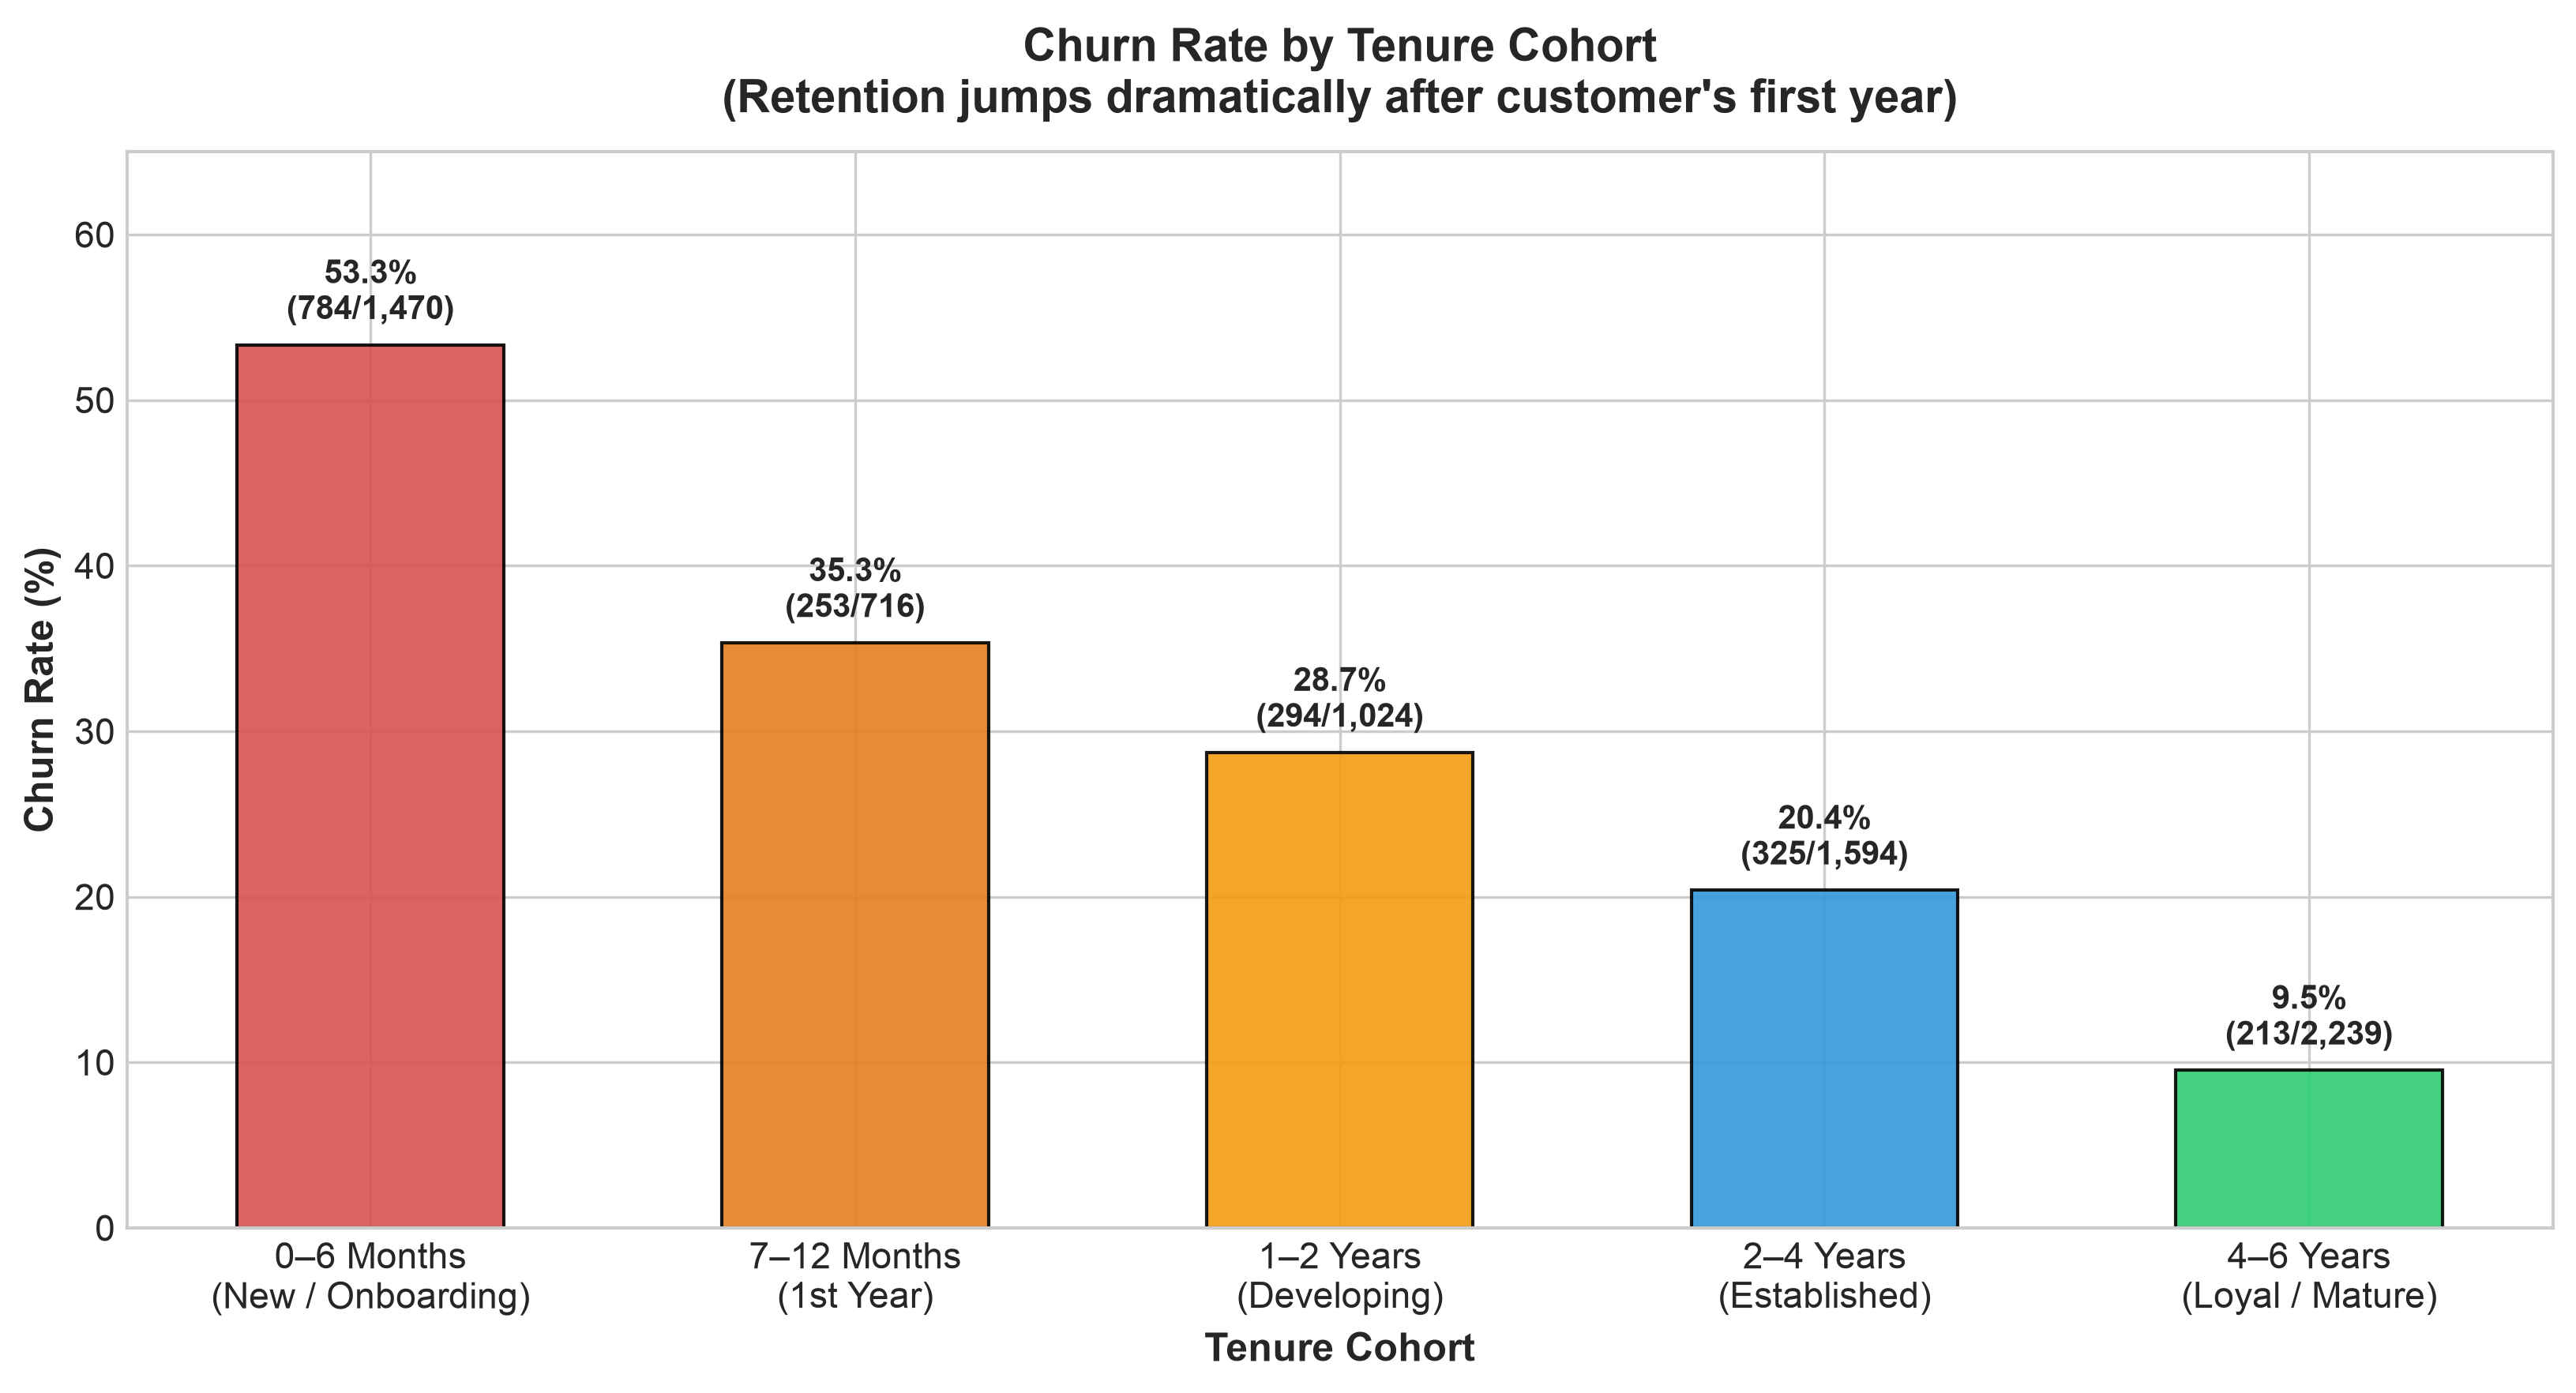 Churn Rate by Tenure Cohort
(Retention jumps dramatically after customer's first year)
Churn Rate (%)
60
50
40
30
20
10
0
53.3%
(784/1,470)
35.3%
(253/716)
28.7%
(294/1,024)
20.4%
(325/1,594)
9.5%
(213/2,239)
0–6 Months
(New / Onboarding)
7–12 Months
(1st Year)
1–2 Years
(Developing)
2–4 Years
(Established)
4–6 Years
(Loyal / Mature)
Tenure Cohort